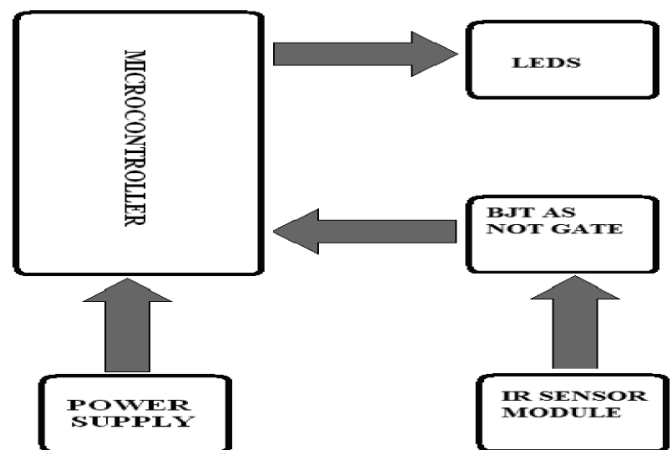 MICROCONTROLLER
LEDS
BJT AS
NOT GATE
POWER
SUPPLY
IR SENSOR
MODULE